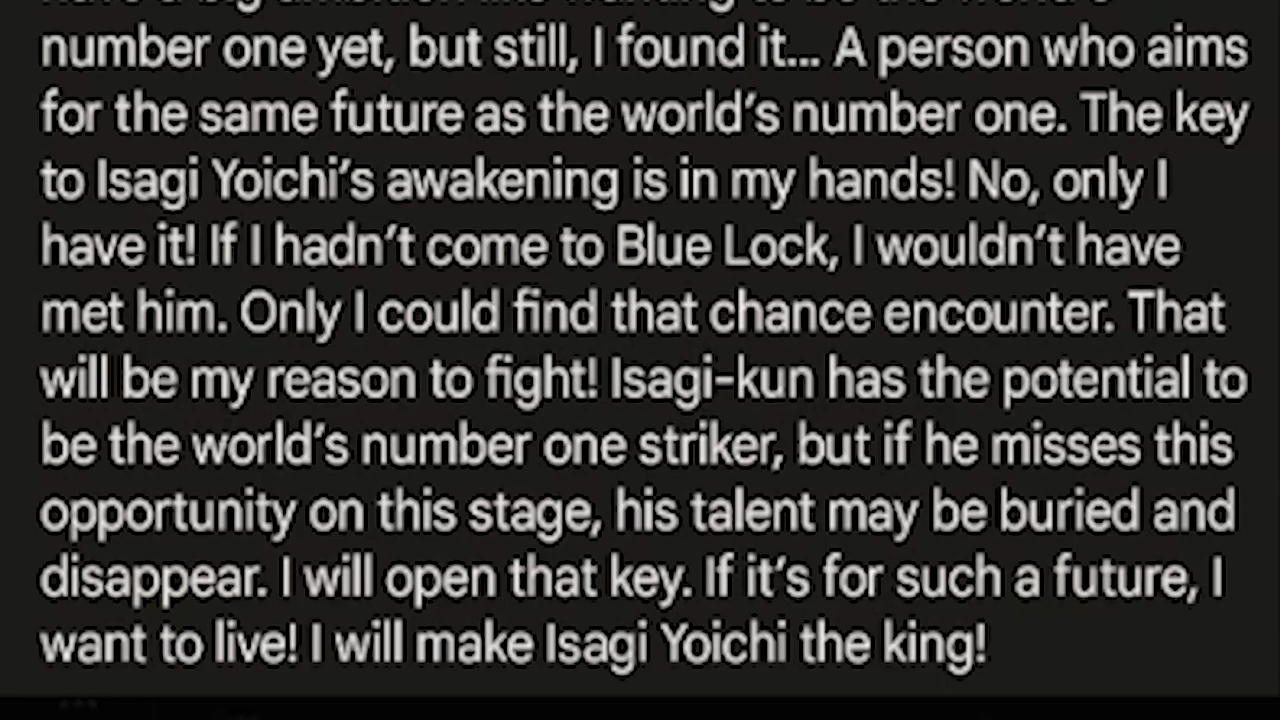 number one yet, but still, I found it... A person who aims
for the same future as the world's number one. The key
to Isagi Yoichi's awakening is in my hands! No, only I
have it! If I hadn't come to Blue Lock, I wouldn't have
met him. Only I could find that chance encounter. That
will be my reason to fight! Isagi-kun has the potential to
be the world's number one striker, but if he misses this
opportunity on this stage, his talent may be buried and
disappear. I will open that key. If it's for such a future, I
want to live! I will make Isagi Yoichi the king!